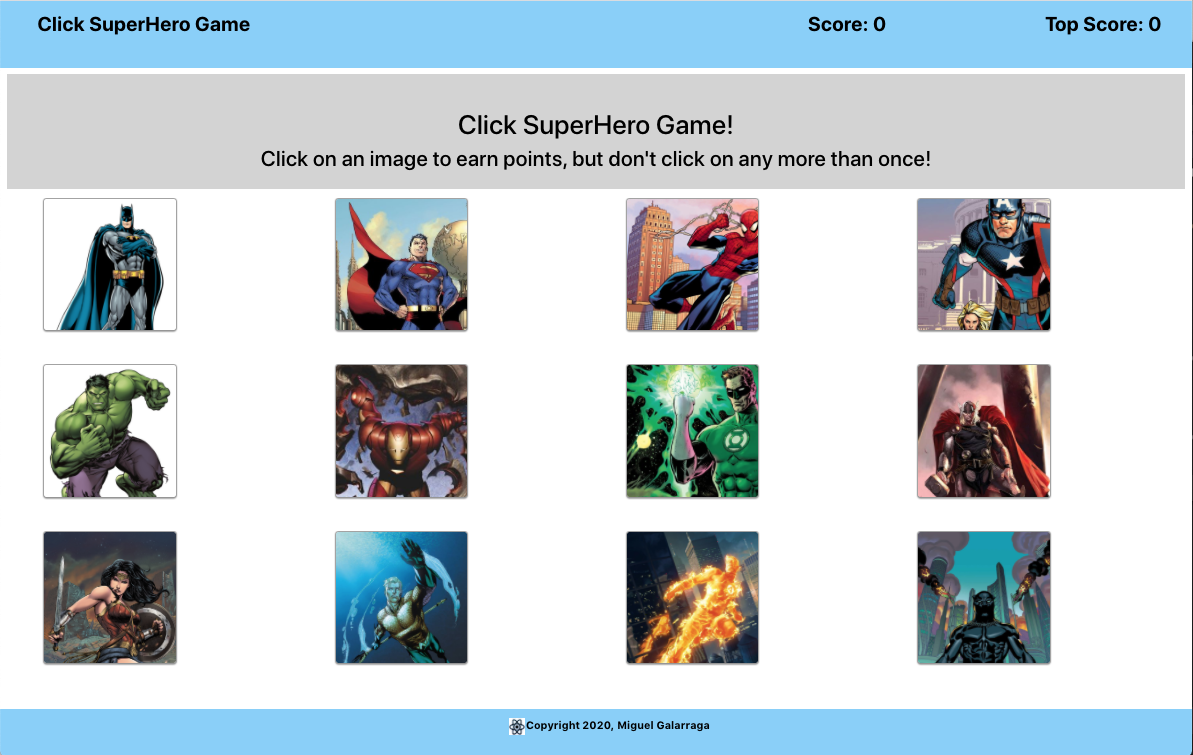 Click SuperHero Game
Score: 0
Top Score: 0
Click SuperHero Game!
Click on an image to earn points, but don't click on any more than once!
Copyright 2020, Miguel Galarraga